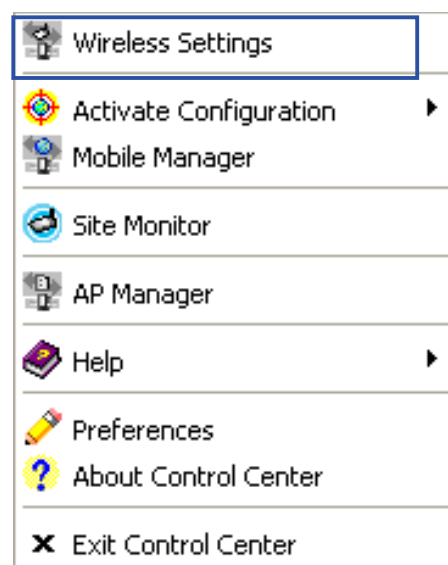 Wireless Settings
Activate Configuration
Mobile Manager
Site Monitor
AP Manager
Help
Preferences
About Control Center
Exit Control Center